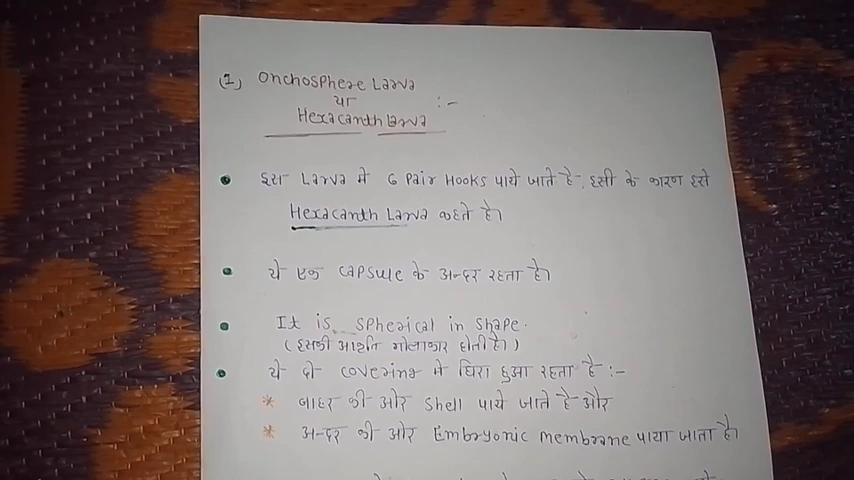 (1) Onchosphere Larva
या
Hexacanth Larva :-
इस Larva में 6 Pair Hooks पाये जाते है, इसी के कारण इसे
Hexacanth Larva कहते है।
ये एक capsule के अन्दर रहता है।
It is spherical in shape.
(इसकी आकृति गोलाकार होती है।)
ये दो covering में घिरा हुआ रहता है :-
* बाहर की ओर shell पाये जाते है और
* अन्दर की ओर Embryonic membrane पाया जाता है।